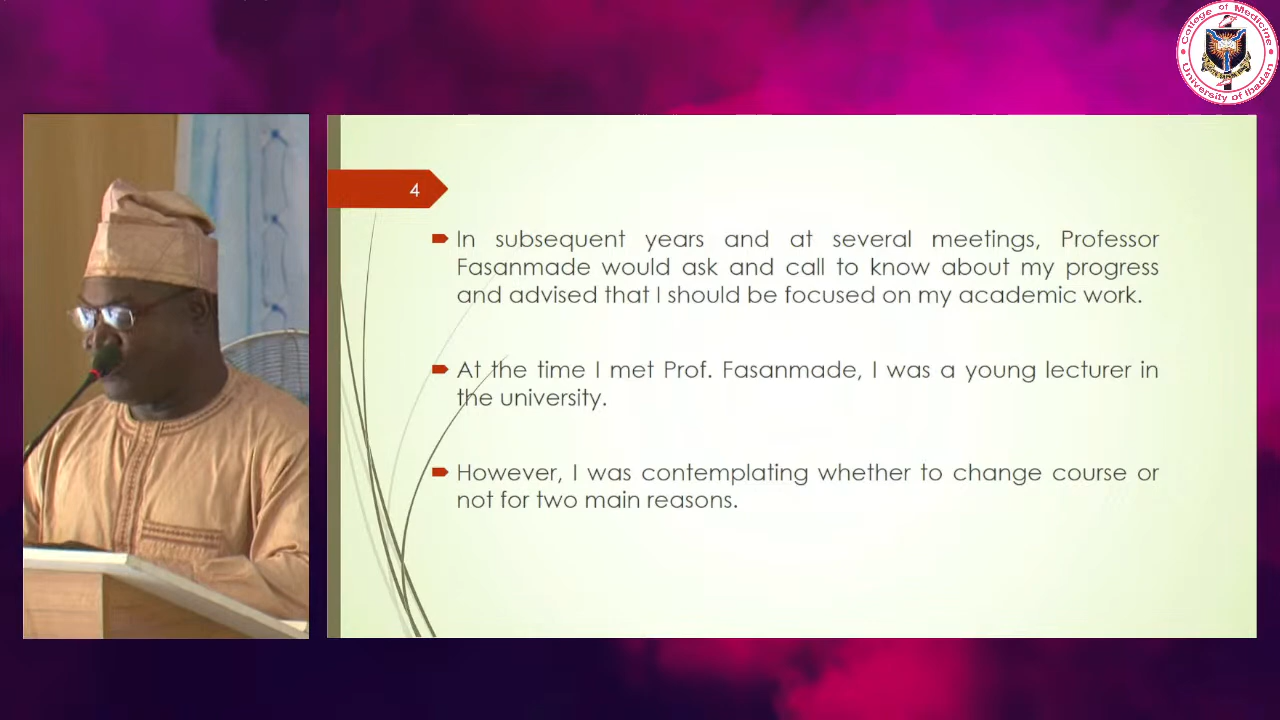 College of Medicine
University of Ibadan
4
In subsequent years and at several meetings, Professor
Fasanmade would ask and call to know about my progress
and advised that I should be focused on my academic work.
At the time I met Prof. Fasanmade, I was a young lecturer in
the university.
However, I was contemplating whether to change course or
not for two main reasons.